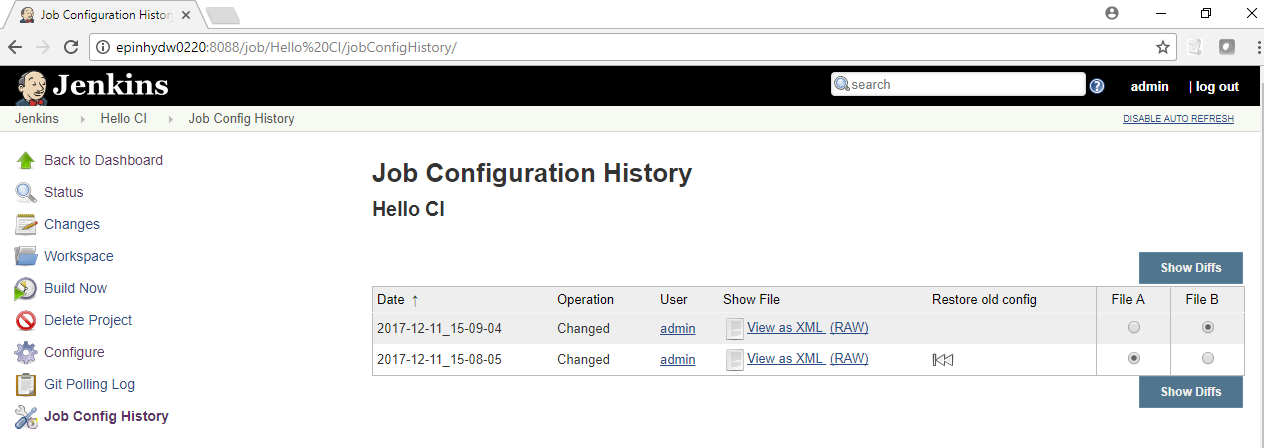 Job Configuration History
epinhydw0220:8088/job/Hello%20CI/jobConfigHistory/
Jenkins
search
admin | log out
Jenkins Hello CI Job Config History
DISABLE AUTO REFRESH
Back to Dashboard
Status
Changes
Workspace
Build Now
Delete Project
Configure
Git Polling Log
Job Config History
Job Configuration History
Hello CI
Show Diffs
Date ↑ Operation User Show File Restore old config File A File B
2017-12-11_15-09-04 Changed admin View as XML (RAW)
2017-12-11_15-08-05 Changed admin View as XML (RAW)
Show Diffs